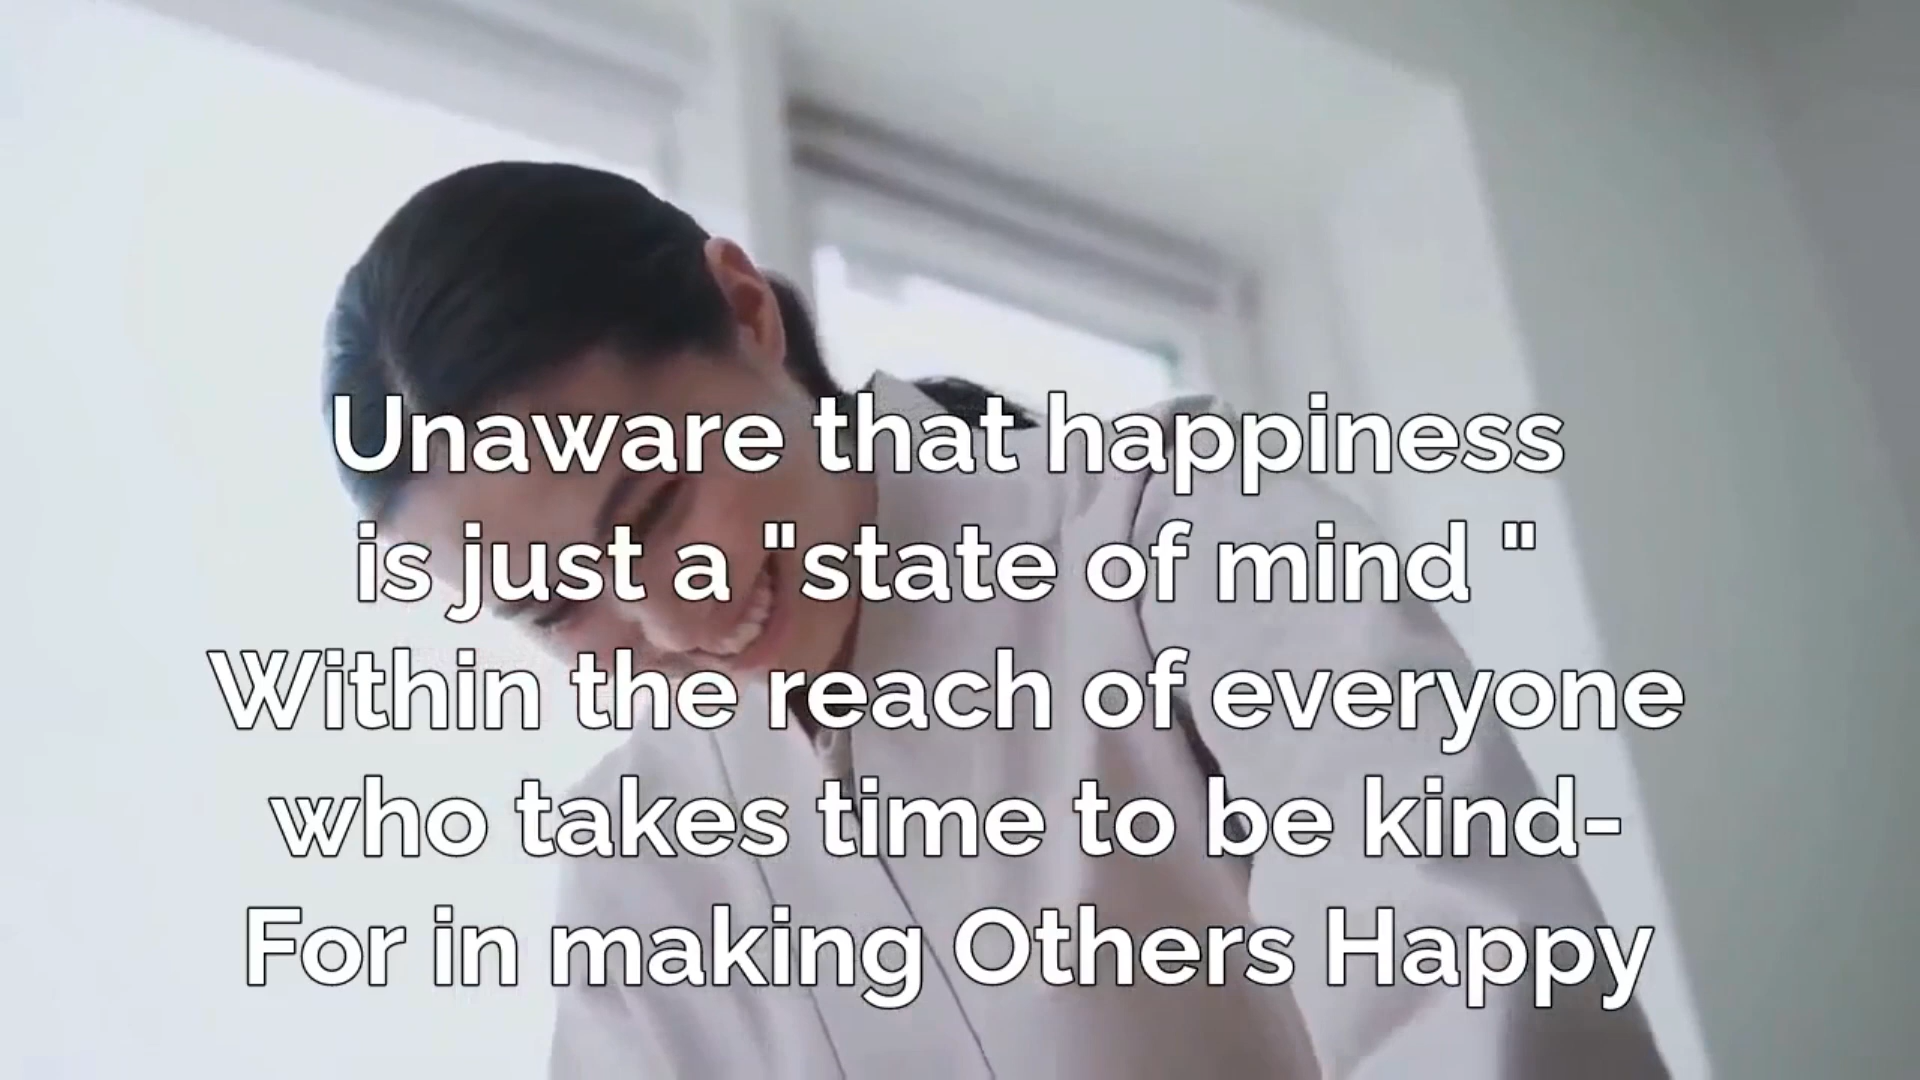 Unaware that happiness
is just a "state of mind "
Within the reach of everyone
who takes time to be kind-
For in making Others Happy